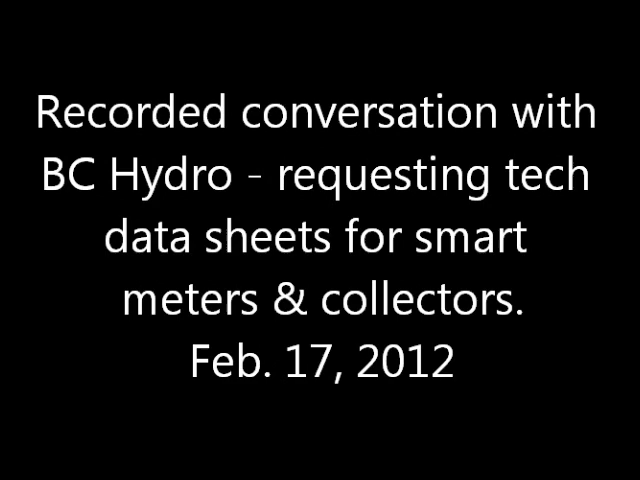 Recorded conversation with
BC Hydro - requesting tech
data sheets for smart
meters & collectors.
Feb. 17, 2012